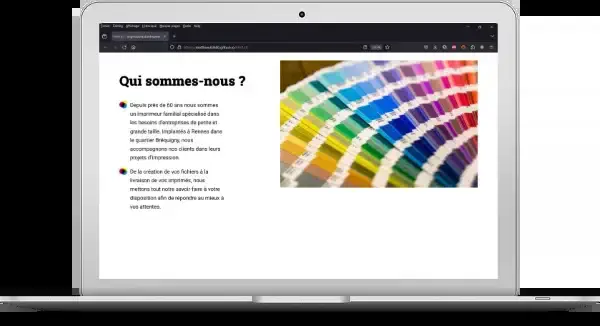 Qui sommes-nous ?
Depuis près de 60 ans nous sommes
un imprimeur familial spécialisé dans
les besoins d'entreprises de petite et
grande taille. Implantés à Rennes dans
le quartier Bréquigny, nous
accompagnons nos clients dans leurs
projets d'impression.
De la création de vos fichiers à la
livraison de vos imprimés, nous
mettons tout notre savoir-faire à votre
disposition afin de répondre au mieux à
vos attentes.